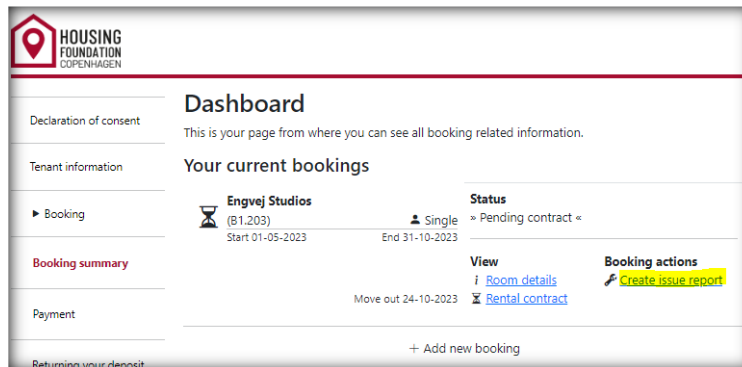 HOUSING
FOUNDATION
COPENHAGEN
Declaration of consent
Tenant information
▶ Booking
Booking summary
Payment
Returning your deposit
Dashboard
This is your page from where you can see all booking related information.
Your current bookings
Engvej Studios
(B1.203) Single
Start 01-05-2023 End 31-10-2023
Move out 24-10-2023
Status
» Pending contract «
View
i Room details
Rental contract
Booking actions
Create issue report
+ Add new booking